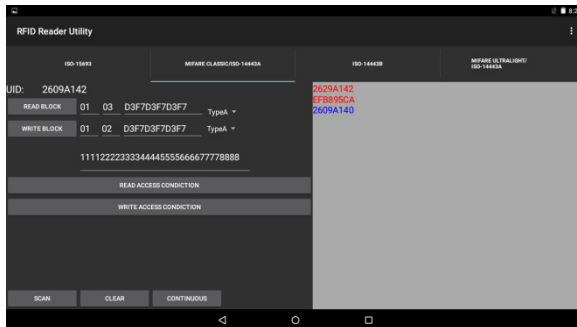 8:2
RFID Reader Utility
ISO-15693
MIFARE CLASSIC/ISO-14443A
ISO-14443B
MIFARE ULTRALIGHT/
ISO-14443A
UID: 2609A142
READ BLOCK 01 03 D3F7D3F7D3F7 TypeA
WRITE BLOCK 01 02 D3F7D3F7D3F7 TypeA
11112222333344445555666677778888
READ ACCESS CONDICTION
WRITE ACCESS CONDICTION
SCAN CLEAR CONTINUOUS
2629A142
EFB895CA
2609A140